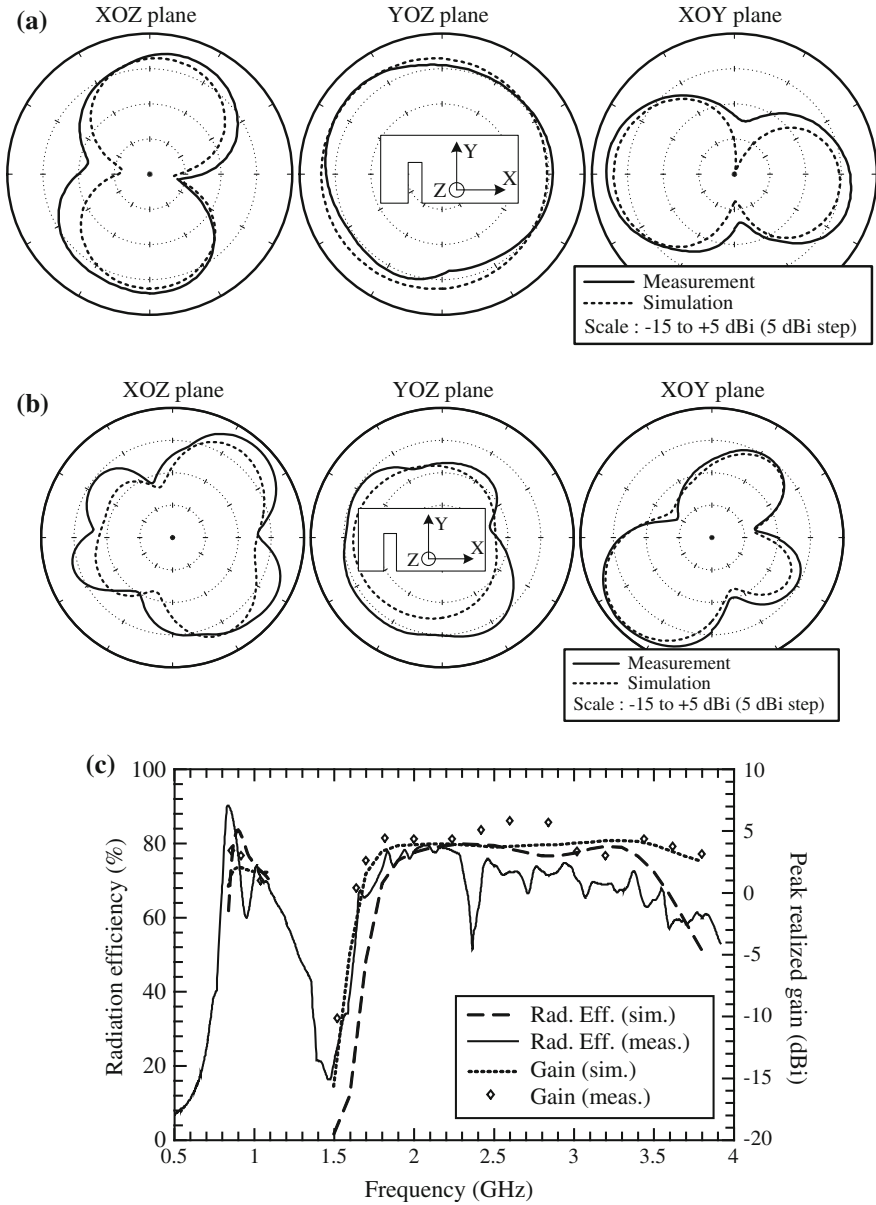 (a)
XOZ plane
YOZ plane
XOY plane
Y
Z
X
Measurement
Simulation
Scale : -15 to +5 dBi (5 dBi step)
(b)
XOZ plane
YOZ plane
XOY plane
Y
Z
X
Measurement
Simulation
Scale : -15 to +5 dBi (5 dBi step)
(c)
100
80
60
40
20
0
Radiation efficiency (%)
10
5
0
-5
-10
-15
-20
Peak realized gain (dBi)
Rad. Eff. (sim.)
Rad. Eff. (meas.)
Gain (sim.)
Gain (meas.)
0.5 1 1.5 2 2.5 3 3.5 4
Frequency (GHz)